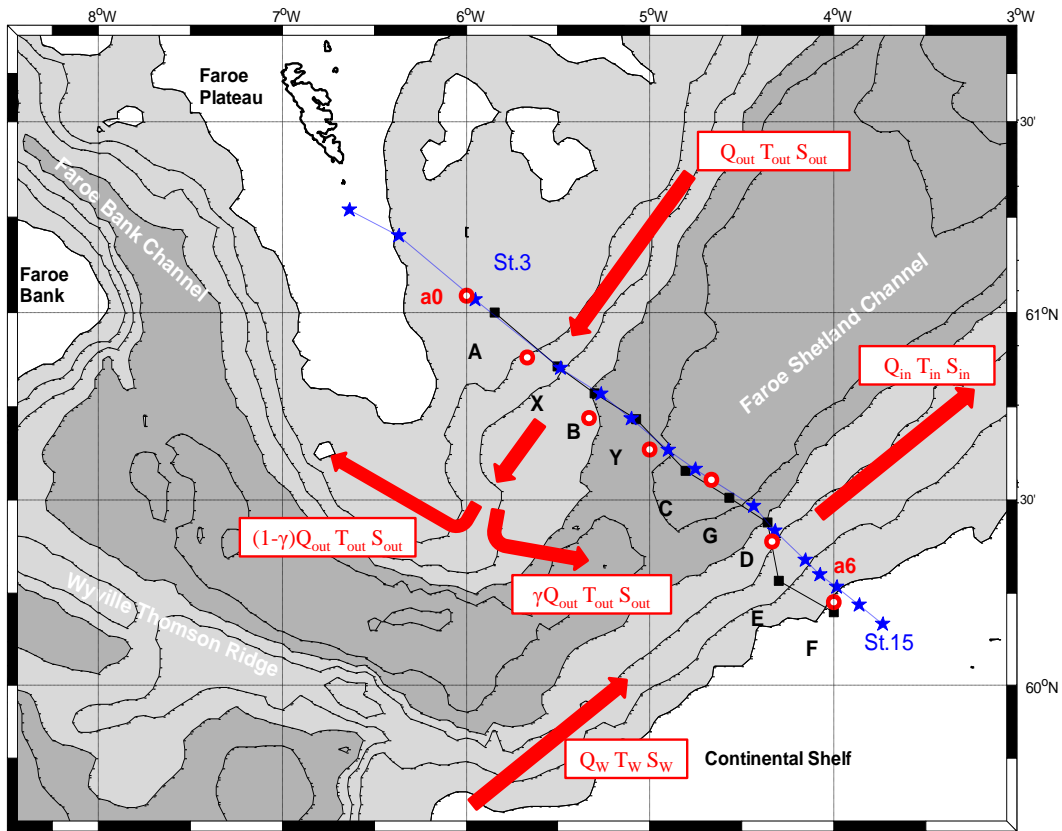 8°W
7°W
6°W
5°W
4°W
3°W
Faroe
Plateau
Q_out T_out S_out
30'
Faroe Bank Channel
St.3
Faroe
Bank
a0
61°N
Faroe Shetland Channel
A
Q_in T_in S_in
X
B
Y
C
30'
G
(1-γ)Q_out T_out S_out
D
a6
γQ_out T_out S_out
E
F
St.15
Wyville Thomson Ridge
60°N
Q_W T_W S_W
Continental Shelf